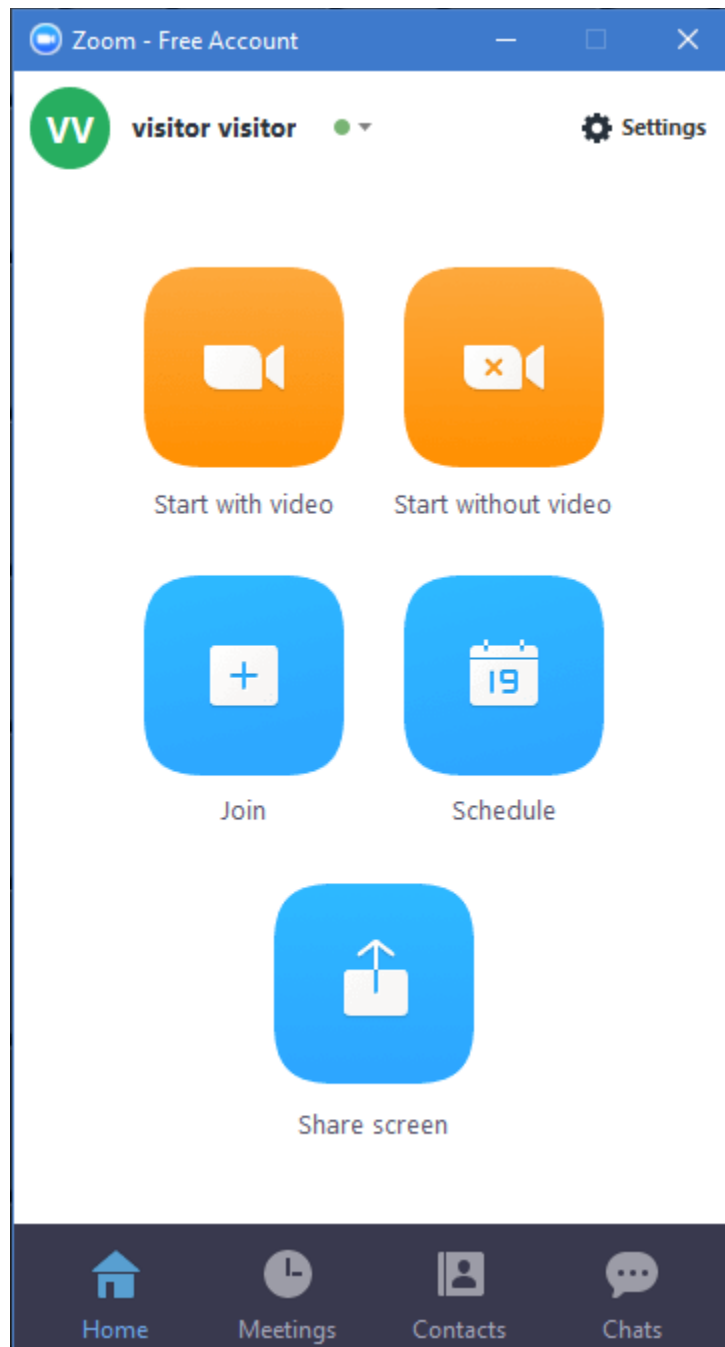 Zoom - Free Account
VV visitor visitor Settings
Start with video Start without video
19
Join Schedule
Share screen
Home Meetings Contacts Chats